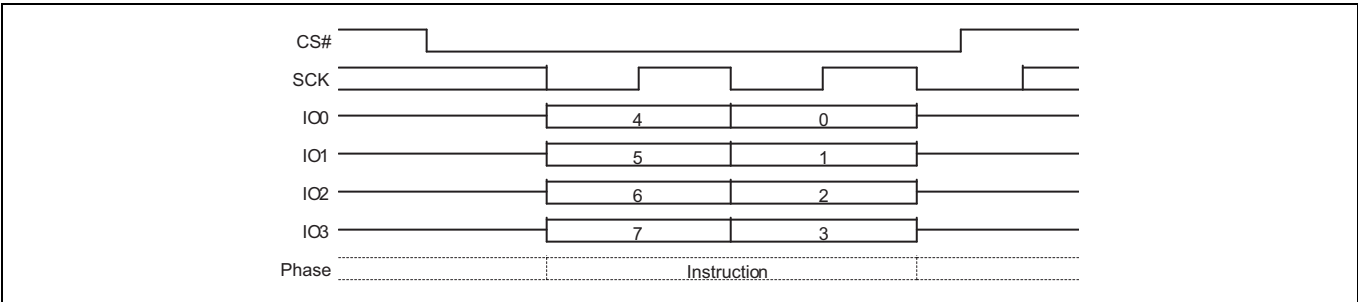 CS#
SCK
IO0 4 0
IO1 5 1
IO2 6 2
IO3 7 3
Phase Instruction